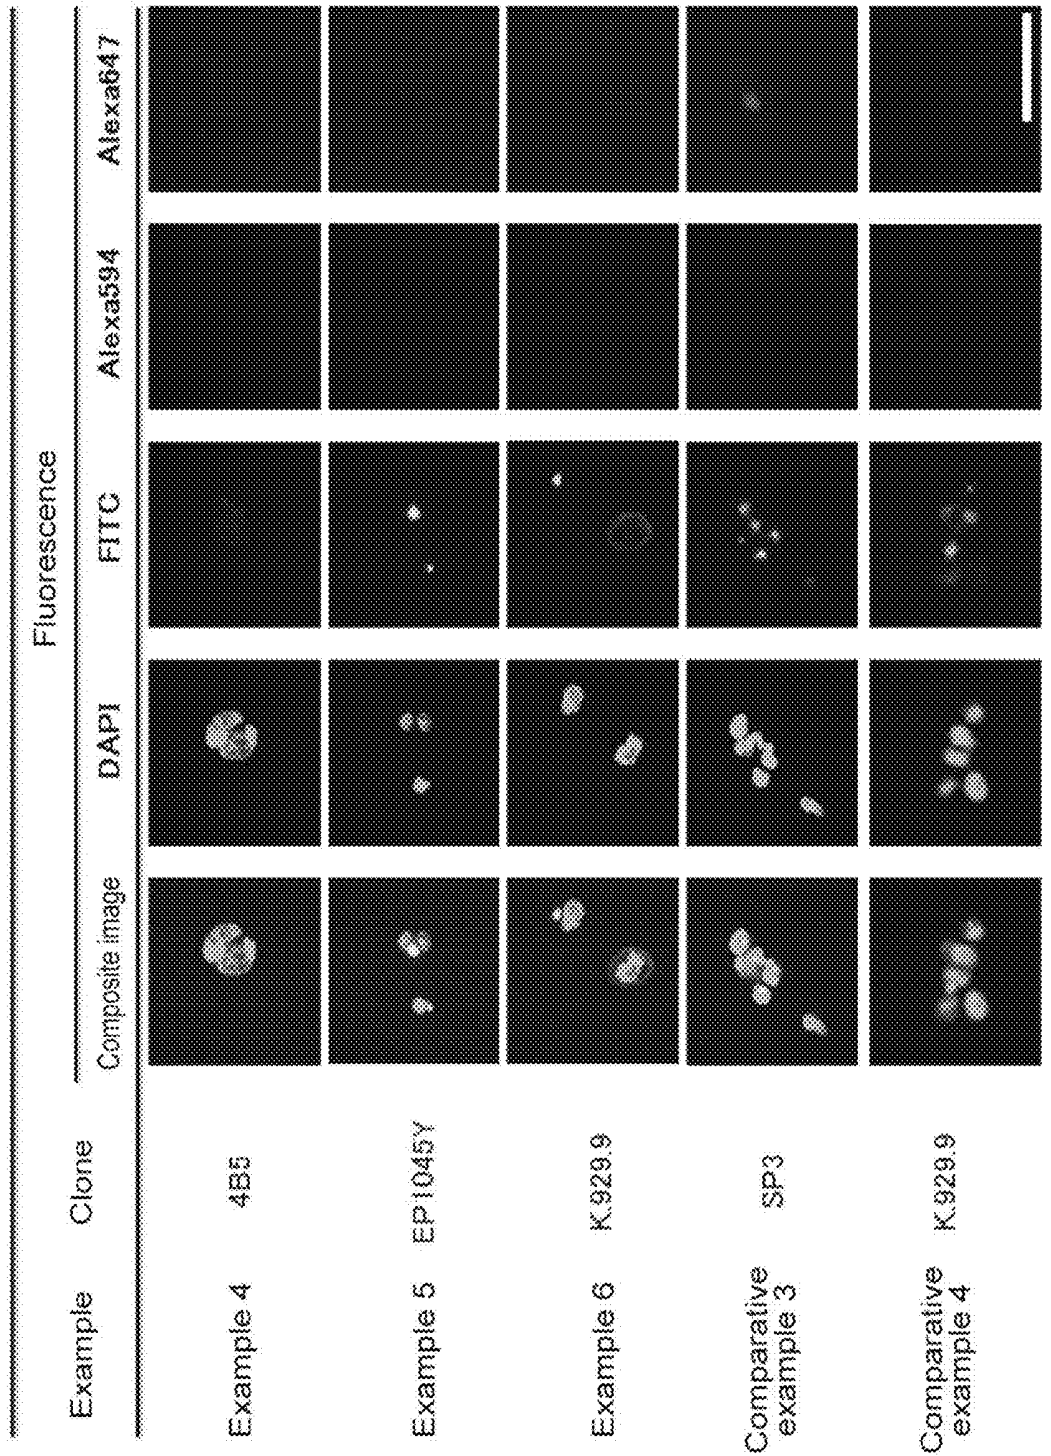 Fluorescence
Example Clone Composite image DAPI FITC Alexa594 Alexa647
Example 4 4B5
Example 5 EP1045Y
Example 6 K.929.9
Comparative
example 3 SP3
Comparative
example 4 K.929.9